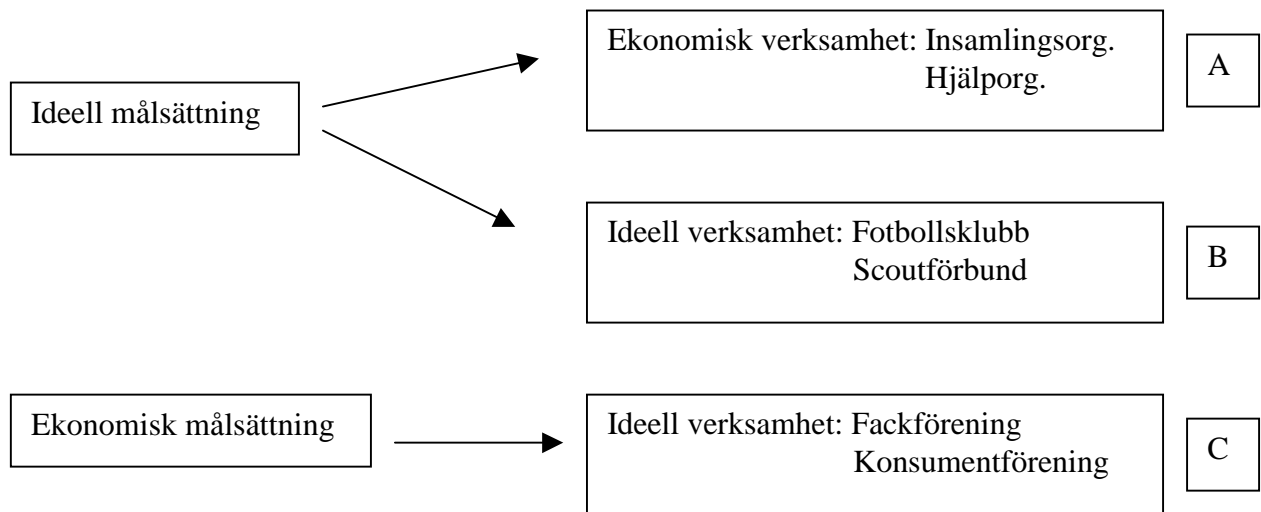 Ekonomisk verksamhet: Insamlingsorg.
Hjälporg.
A
Ideell målsättning
Ideell verksamhet: Fotbollsklubb
Scoutförbund
B
Ekonomisk målsättning
Ideell verksamhet: Fackförening
Konsumentförening
C